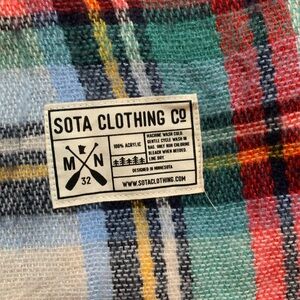 SOTA CLOTHING CO
M N
32
100% ACRYLIC
MACHINE WASH COLD
GENTLE CYCLE WASH IN
BAG. ONLY NON CHLORINE
BLEACH WHEN NEEDED.
LINE DRY.
DESIGNED IN MINNESOTA
WWW.SOTACLOTHING.COM